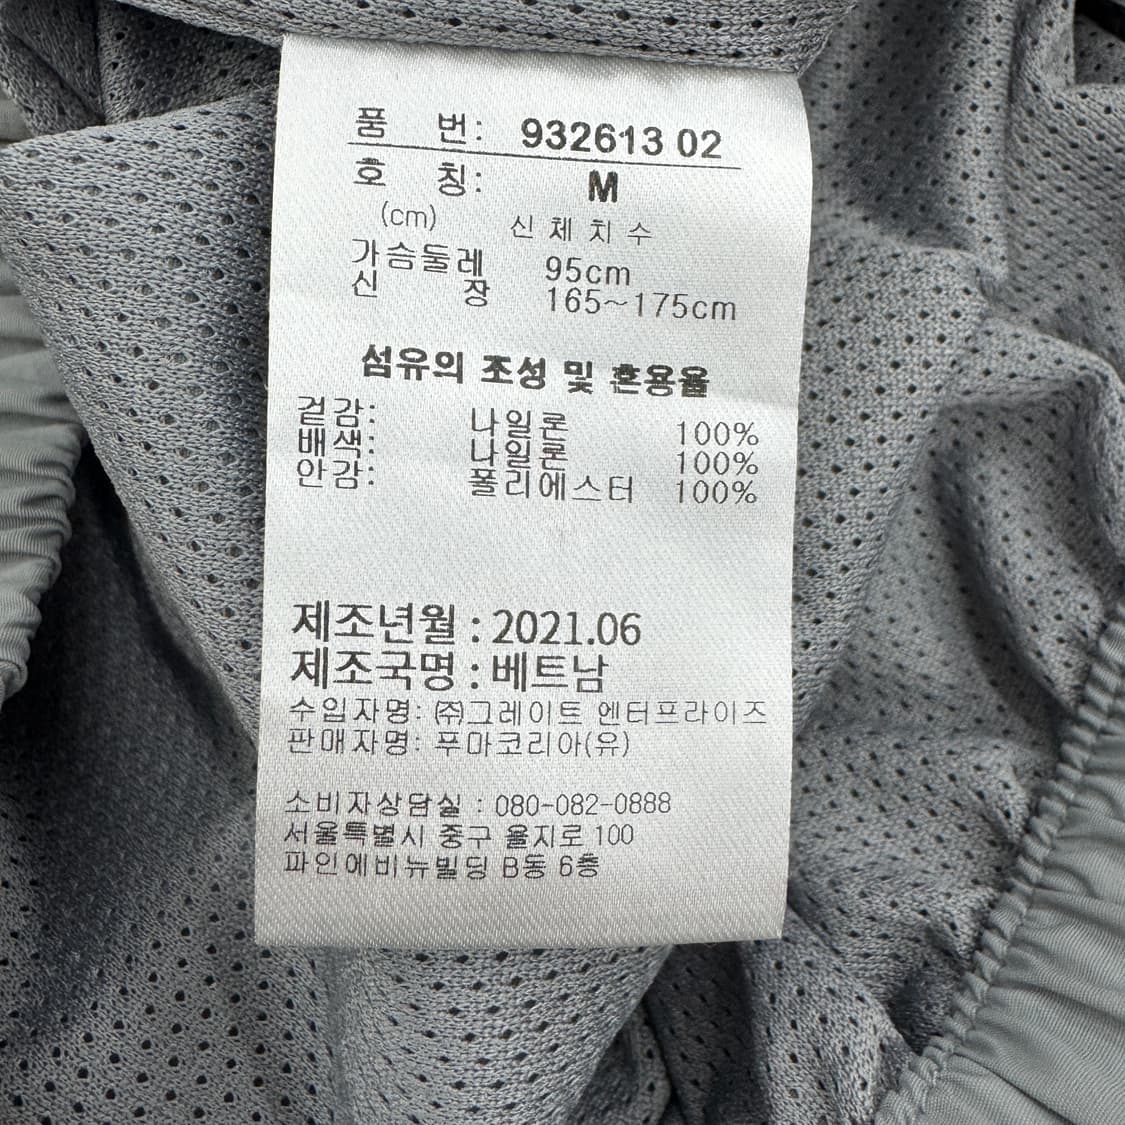 품 번: 932613 02
호 칭: M
(cm) 신체치수
가슴둘레 95cm
신 장 165~175cm
섬유의 조성 및 혼용율
겉감: 나일론 100%
배색: 나일론 100%
안감: 폴리에스터 100%
제조년월 : 2021.06
제조국명 : 베트남
수입자명: ㈜그레이트 엔터프라이즈
판매자명: 푸마코리아(유)
소비자상담실 : 080-082-0888
서울특별시 중구 을지로 100
파인에비뉴빌딩 B동 6층